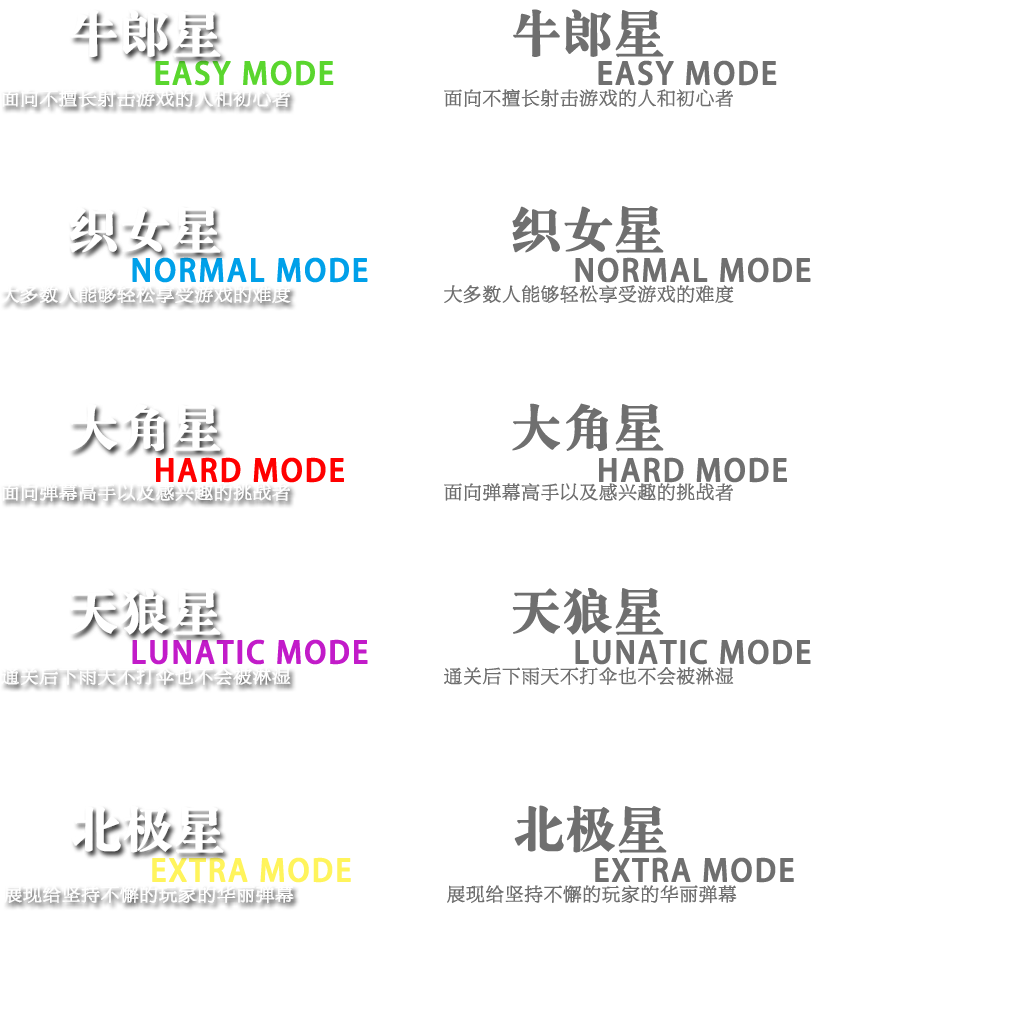 牛郎星
EASY MODE
面向不擅长射击游戏的人和初心者
牛郎星
EASY MODE
面向不擅长射击游戏的人和初心者
织女星
NORMAL MODE
大多数人能够轻松享受游戏的难度
织女星
NORMAL MODE
大多数人能够轻松享受游戏的难度
大角星
HARD MODE
面向弹幕高手以及感兴趣的挑战者
大角星
HARD MODE
面向弹幕高手以及感兴趣的挑战者
天狼星
LUNATIC MODE
通关后下雨天不打伞也不会被淋湿
天狼星
LUNATIC MODE
通关后下雨天不打伞也不会被淋湿
北极星
EXTRA MODE
展现给坚持不懈的玩家的华丽弹幕
北极星
EXTRA MODE
展现给坚持不懈的玩家的华丽弹幕